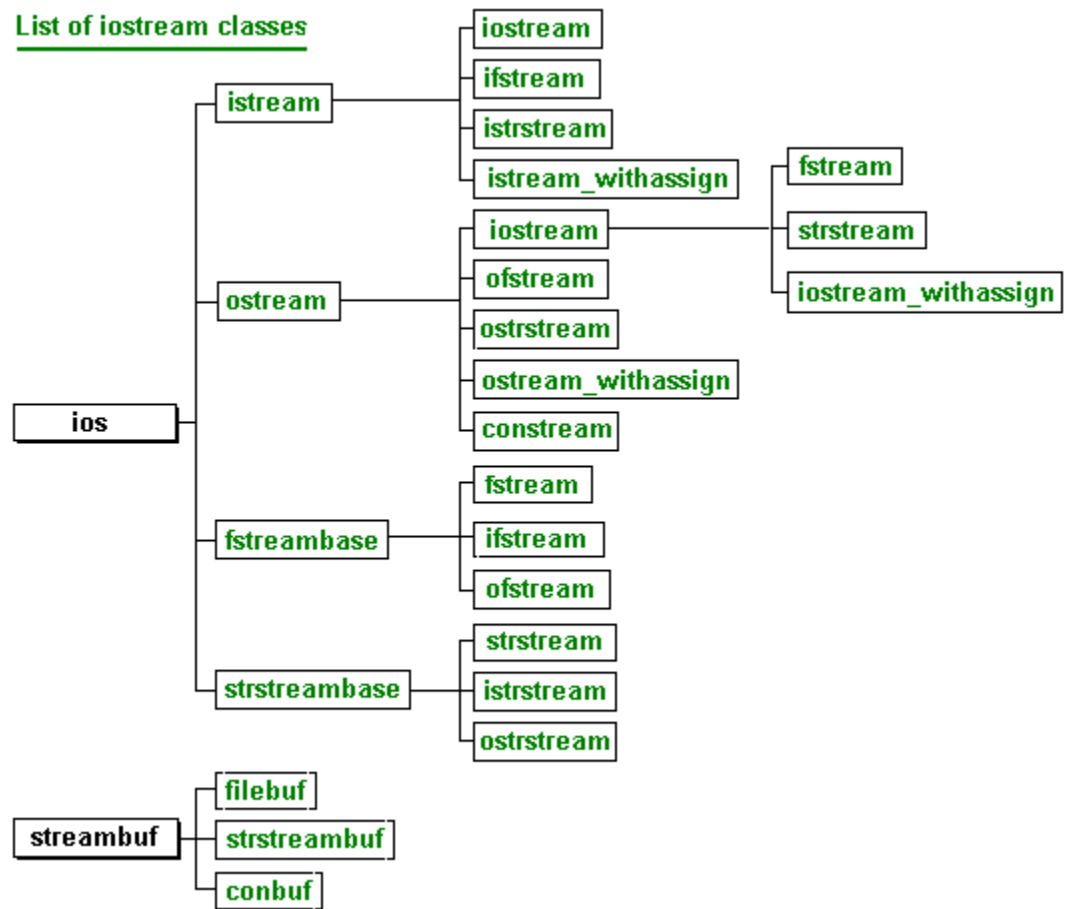 List of iostream classes
ios
istream
iostream
ifstream
istrstream
istream_withassign
ostream
iostream
fstream
strstream
iostream_withassign
ofstream
ostrstream
ostream_withassign
constream
fstreambase
fstream
ifstream
ofstream
strstreambase
strstream
istrstream
ostrstream
streambuf
filebuf
strstreambuf
conbuf